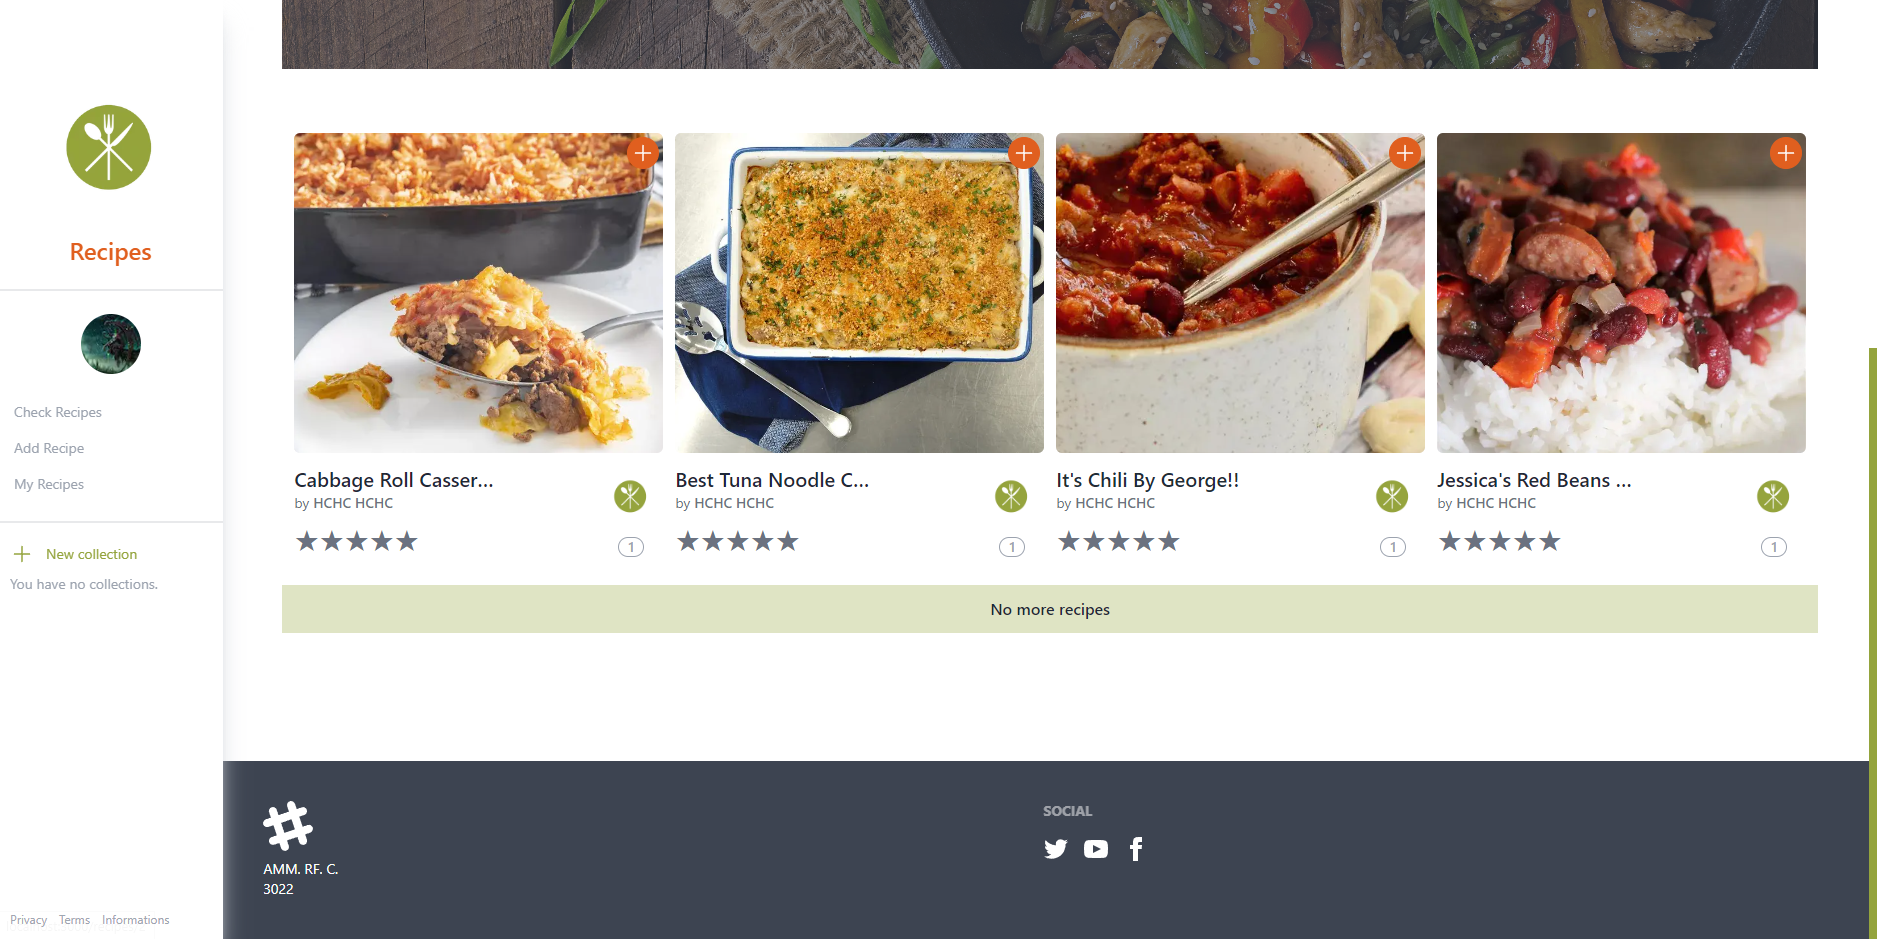 Recipes
Check Recipes
Add Recipe
My Recipes
New collection
You have no collections.
Privacy Terms Informations
Cabbage Roll Casser...
by HCHC HCHC
1
Best Tuna Noodle C...
by HCHC HCHC
1
It's Chili By George!!
by HCHC HCHC
1
Jessica's Red Beans ...
by HCHC HCHC
1
No more recipes
AMM. RF. C.
3022
SOCIAL